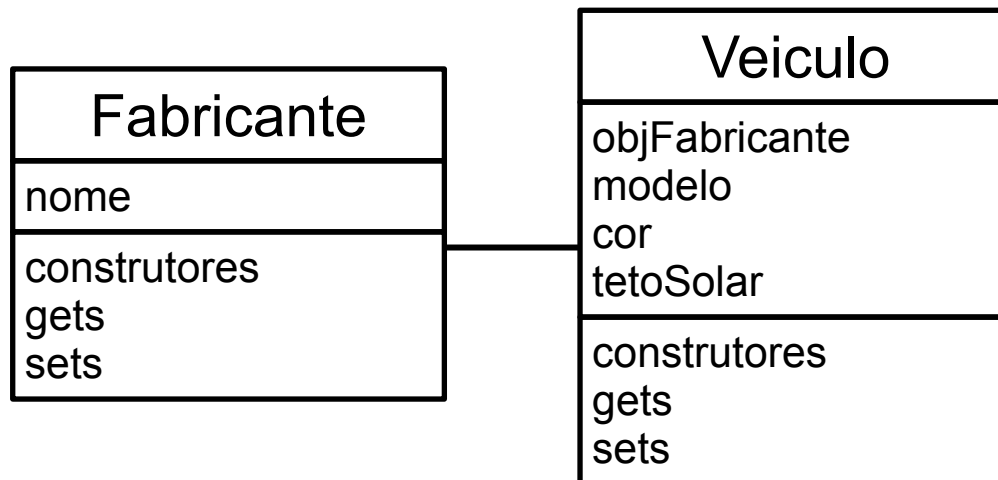 Fabricante
nome
construtores
gets
sets
Veiculo
objFabricante
modelo
cor
tetoSolar
construtores
gets
sets